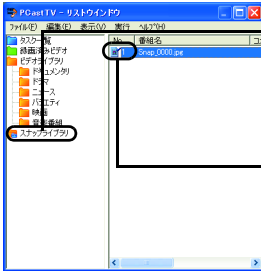 PCastTV - リストウインドウ
ファイル(F) 編集(E) 表示(V) 実行 ヘルプ(H)
タスク一覧
録画済みビデオ
ビデオライブラリ
ドキュメンタリ
ドラマ
ニュース
バラエティ
映画
音楽番組
スナップライブラリ
No. 番組名 コメ
1 Snap_0000.jpg